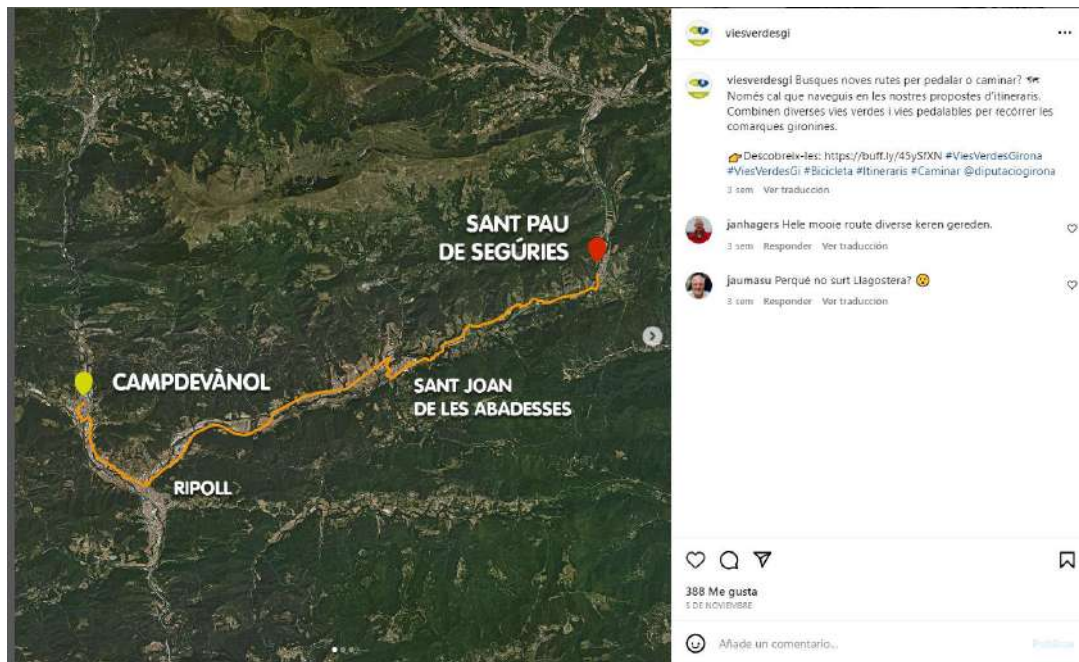 SANT PAU
DE SEGÚRIES
CAMPDEVÀNOL
SANT JOAN
DE LES ABADESSES
RIPOLL
viesverdesgi
viesverdesgi Busques noves rutes per pedalar o caminar? 🗺
Només cal que naveguis en les nostres propostes d'itineraris.
Combinen diverses vies verdes i vies pedalables per recórrer les
comarques gironines.
👉Descobreix-les: https://buff.ly/45ySfXN #ViesVerdesGirona
#ViesVerdesGi #Bicicleta #Itineraris #Caminar @diputaciogirona
3 sem Ver traducción
janhagers Hele mooie route diverse keren gereden.
3 sem Responder Ver traducción
jaumasu Perqué no surt Llagostera? 😯
3 sem Responder Ver traducción
388 Me gusta
5 DE NOVIEMBRE
Añade un comentario...
Publicar